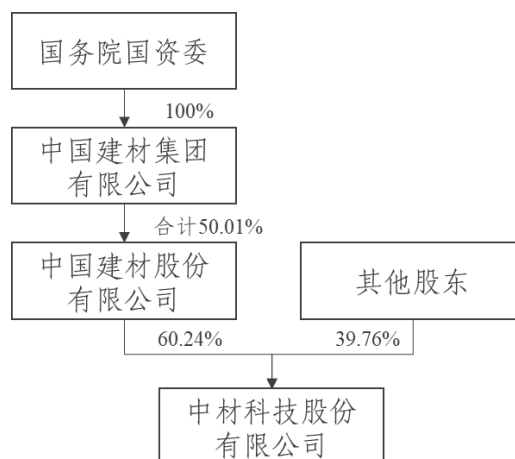 国务院国资委
100%
中国建材集团
有限公司
合计50.01%
中国建材股份
有限公司
其他股东
60.24%
39.76%
中材科技股份
有限公司